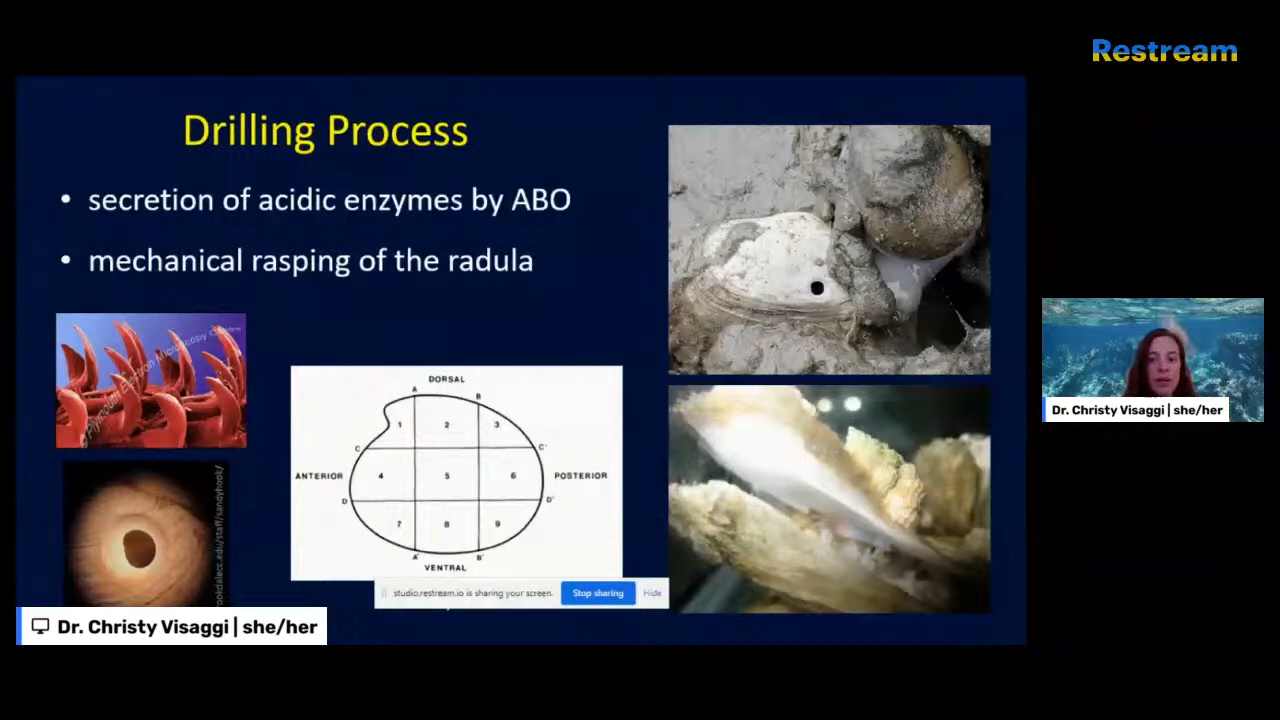 Restream
Drilling Process
• secretion of acidic enzymes by ABO
• mechanical rasping of the radula
DORSAL
A
B
1
2
3
C
C'
ANTERIOR
4
5
6
POSTERIOR
D
D'
7
8
9
A'
B'
VENTRAL
studio.restream.io is sharing your screen.
Stop sharing
Hide
Dr. Christy Visaggi | she/her
Dr. Christy Visaggi | she/her